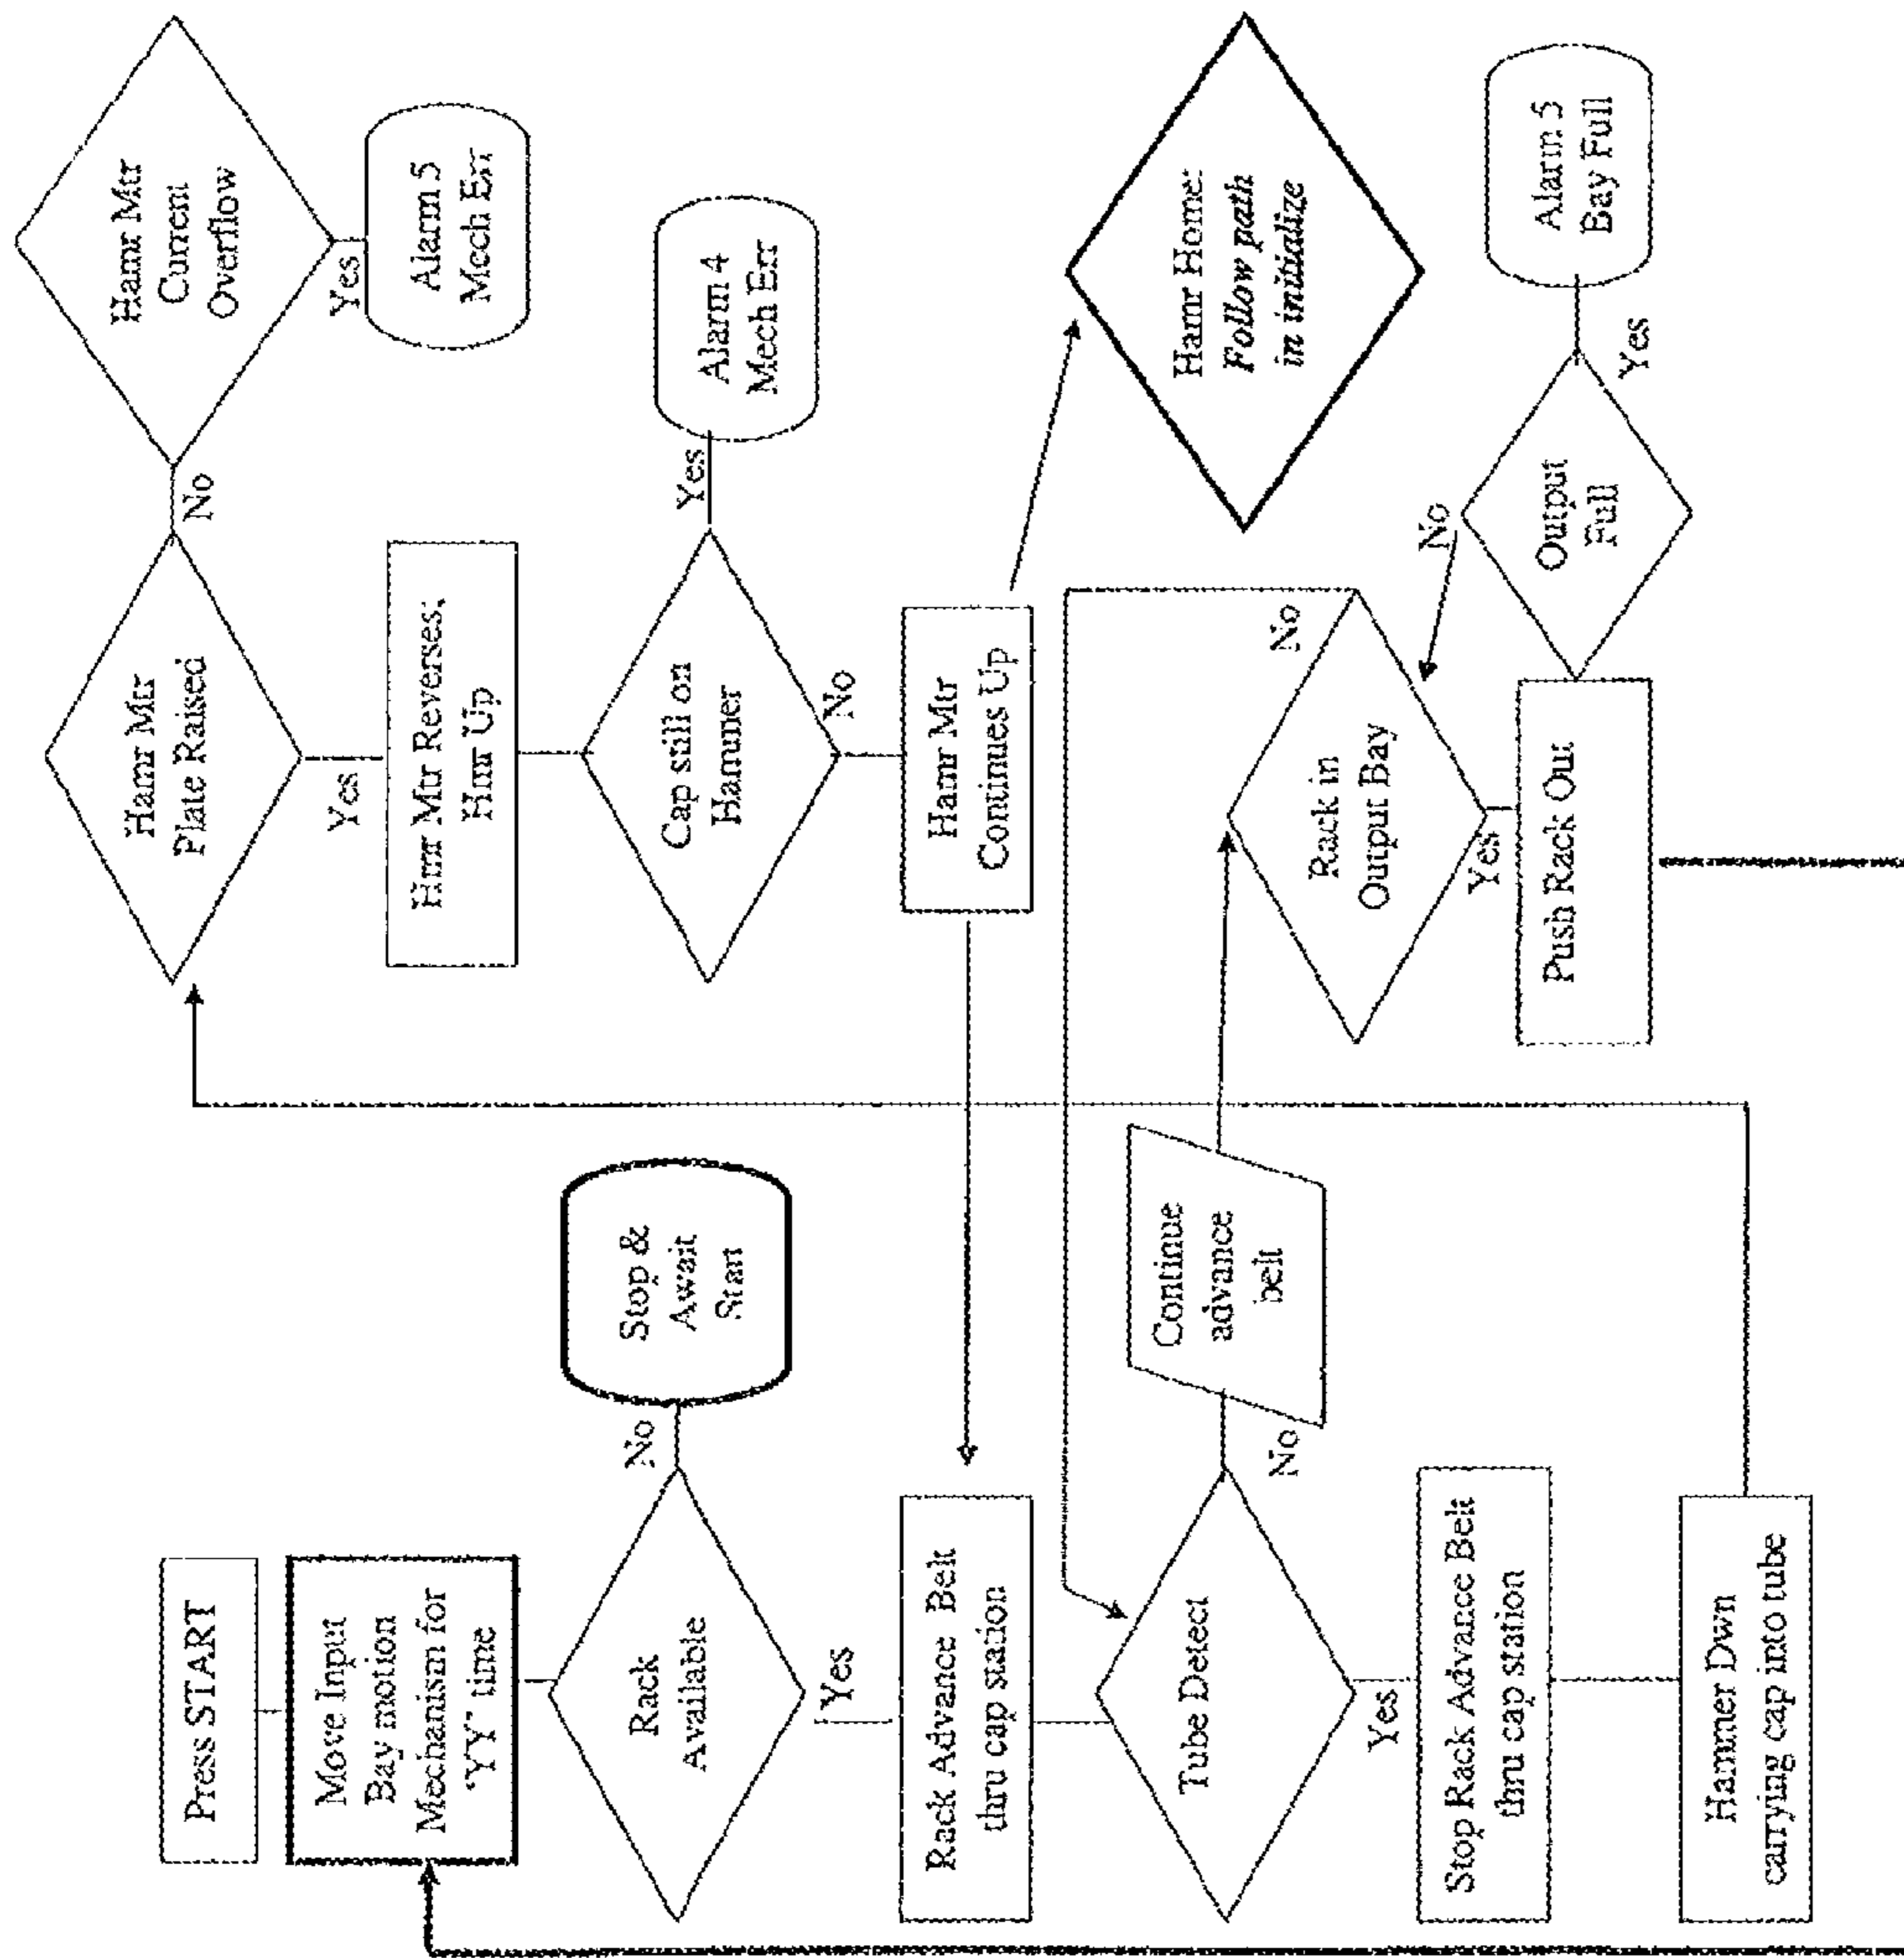 Press START
Move Input
Bay motion
Mechanism for
"YY" time
Rack
Available
No
Stop &
Await
Start
Yes
Rack Advance Belt
thru cap station
Tube Detect
No
Continue
advance
belt
Yes
Stop Rack Advance Belt
thru cap station
Hammer Dwn
carrying cap into tube
Hamr Mtr
Plate Raised
No
Hamr Mtr
Current
Overflow
Yes
Alarm 5
Mech Err
Yes
Hmr Mtr Reverses;
Hmr Up
Cap still on
Hammer
Yes
Alarm 4
Mech Err
No
Hamr Mtr
Continues Up
Hamr Home:
Follow path
in initialize
Rack in
Output Bay
No
Yes
Push Rack Out
Output
Full
No
Yes
Alarm 5
Bay Full